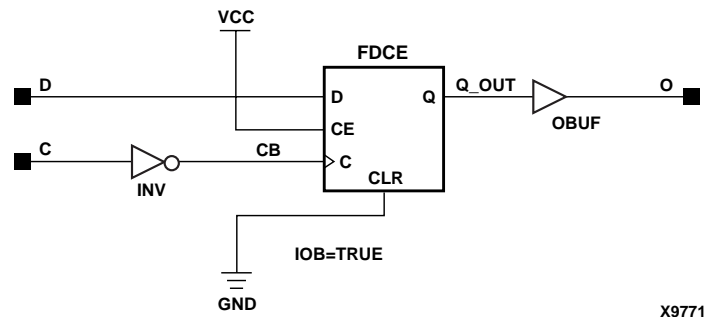 VCC
FDCE
D
D
Q
Q_OUT
O
OBUF
CE
C
INV
CB
C
CLR
IOB=TRUE
GND
X9771